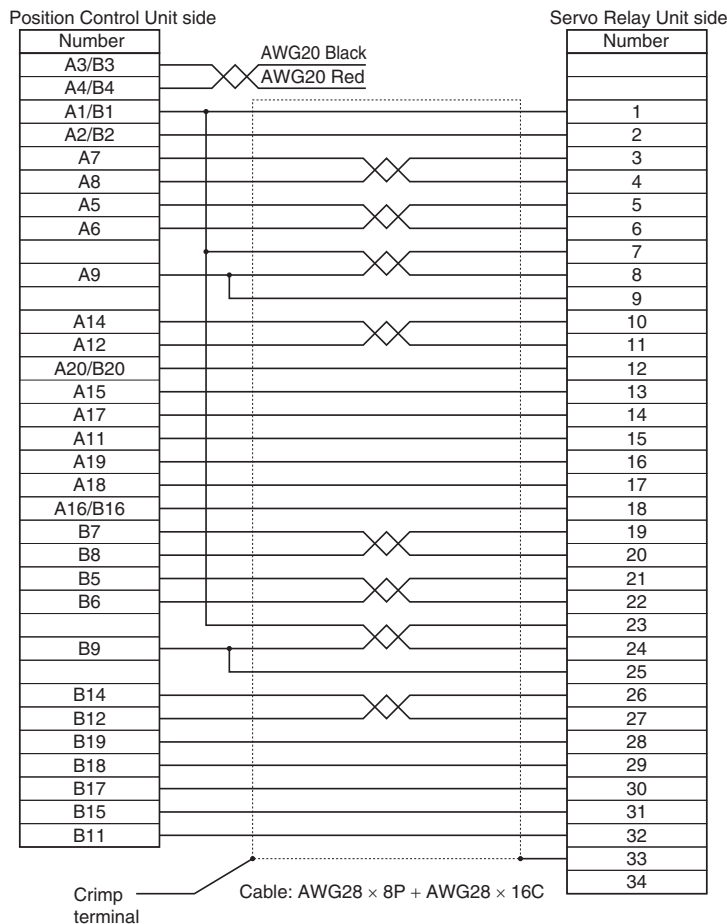 Position Control Unit side Servo Relay Unit side
Number Number
A3/B3 AWG20 Black
A4/B4 AWG20 Red
A1/B1 1
A2/B2 2
A7 3
A8 4
A5 5
A6 6
7
A9 8
9
A14 10
A12 11
A20/B20 12
A15 13
A17 14
A11 15
A19 16
A18 17
A16/B16 18
B7 19
B8 20
B5 21
B6 22
23
B9 24
25
B14 26
B12 27
B19 28
B18 29
B17 30
B15 31
B11 32
33
34
Crimp
terminal
Cable: AWG28 × 8P + AWG28 × 16C